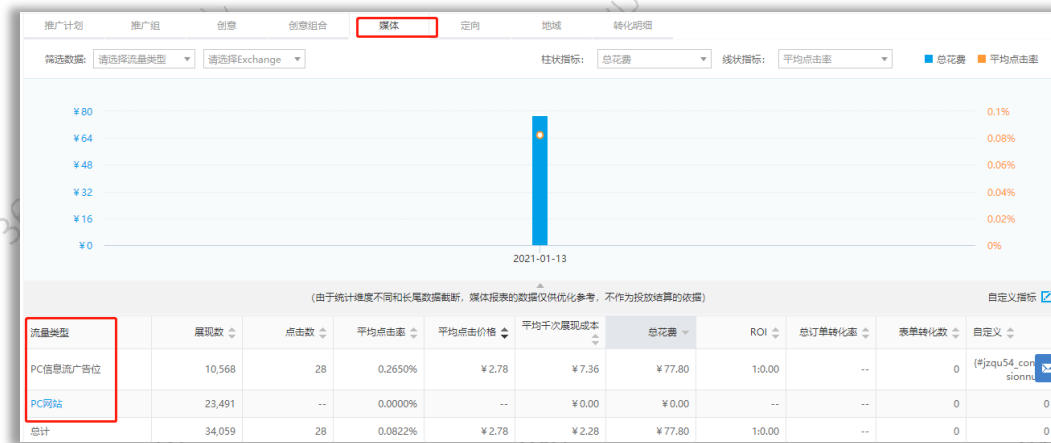 推广计划 推广组 创意 创意组合 媒体 定向 地域 转化明细
筛选数据: 请选择流量类型 请选择Exchange 柱状指标: 总花费 线状指标: 平均点击率 总花费 平均点击率
¥80 0.1%
¥64 0.08%
¥48 0.06%
¥32 0.04%
¥16 0.02%
¥0 0%
2021-01-13
(由于统计维度不同和长尾数据截断，媒体报表的数据仅供优化参考，不作为投放结算的依据)
自定义指标
流量类型 展现数 点击数 平均点击率 平均点击价格 平均千次展现成本 总花费 ROI 总订单转化率 表单转化数 自定义
PC信息流广告位 10,568 28 0.2650% ¥2.78 ¥7.36 ¥77.80 1:0.00 -- 0 {#jzqu54_con
sionnu
PC网站 23,491 -- 0.0000% -- ¥0.00 ¥0.00 -- -- 0 0
总计 34,059 28 0.0822% ¥2.78 ¥2.28 ¥77.80 1:0.00 -- 0 0